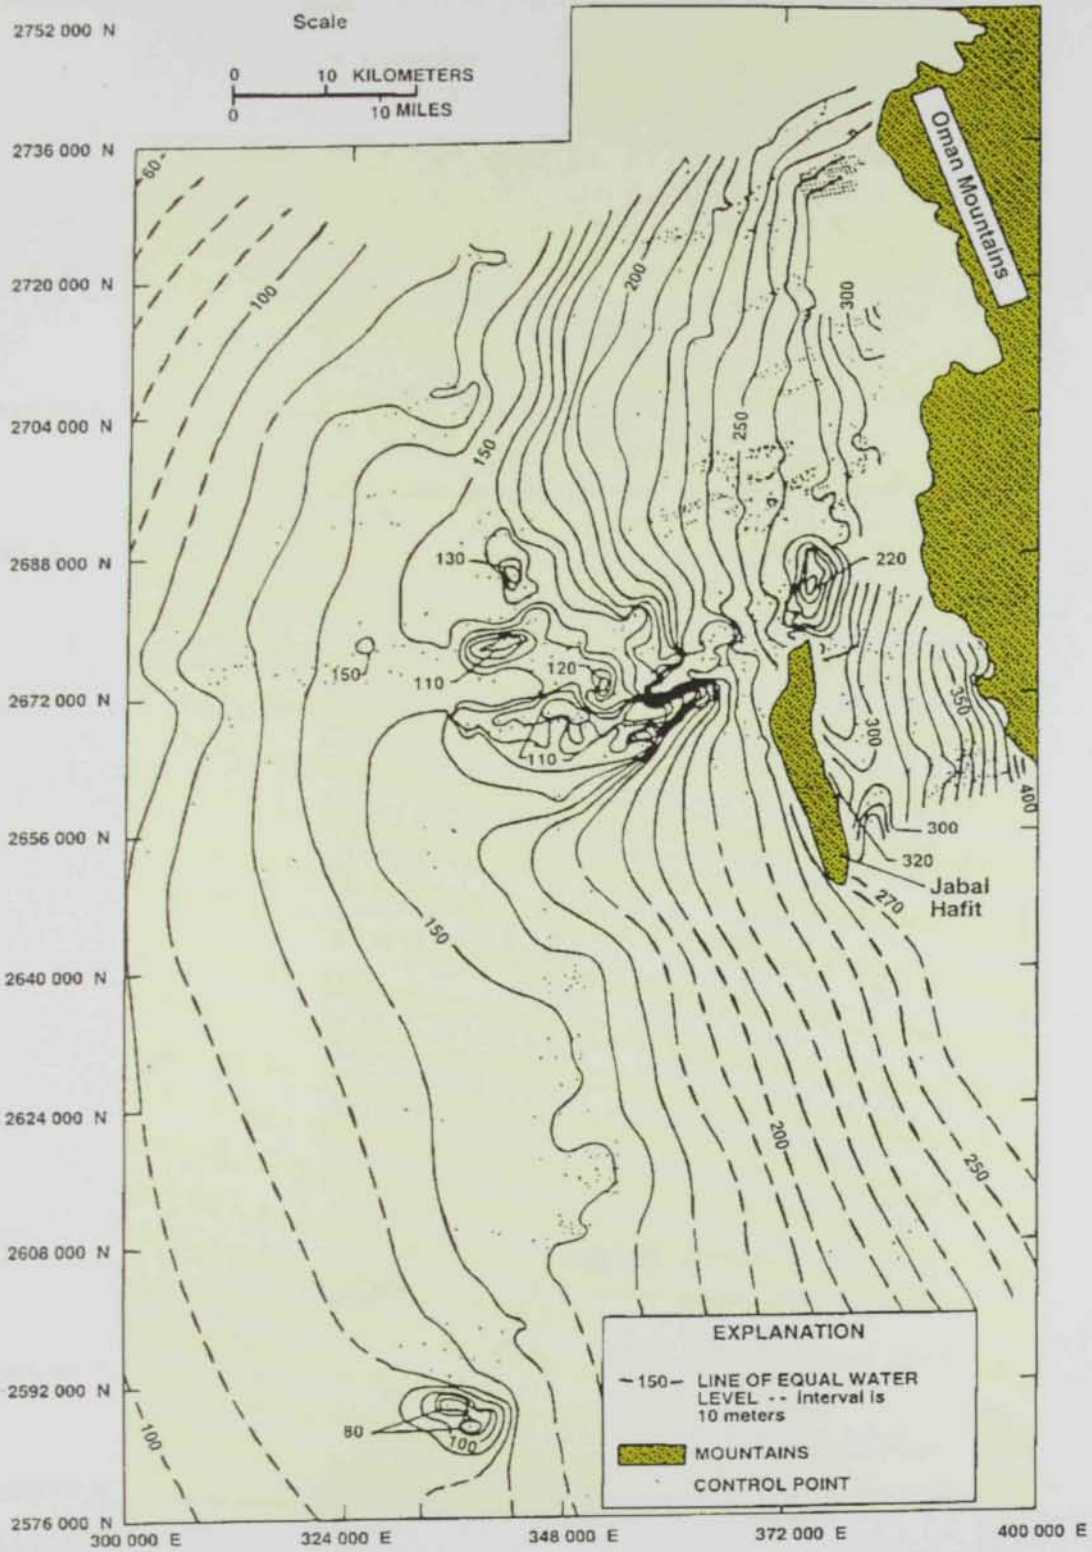 2752 000 N
Scale
0 10 KILOMETERS
0 10 MILES
2736 000 N
60
Oman Mountains
2720 000 N
100
200
300
2704 000 N
150
250
2688 000 N
130
220
150
110
120
2672 000 N
300
350
110
400
2656 000 N
300
320
Jabal
Hafit
270
150
2640 000 N
2624 000 N
200
250
2608 000 N
EXPLANATION
—150— LINE OF EQUAL WATER
LEVEL -- Interval is
10 meters
MOUNTAINS
CONTROL POINT
2592 000 N
80
100
100
2576 000 N
300 000 E
324 000 E
348 000 E
372 000 E
400 000 E